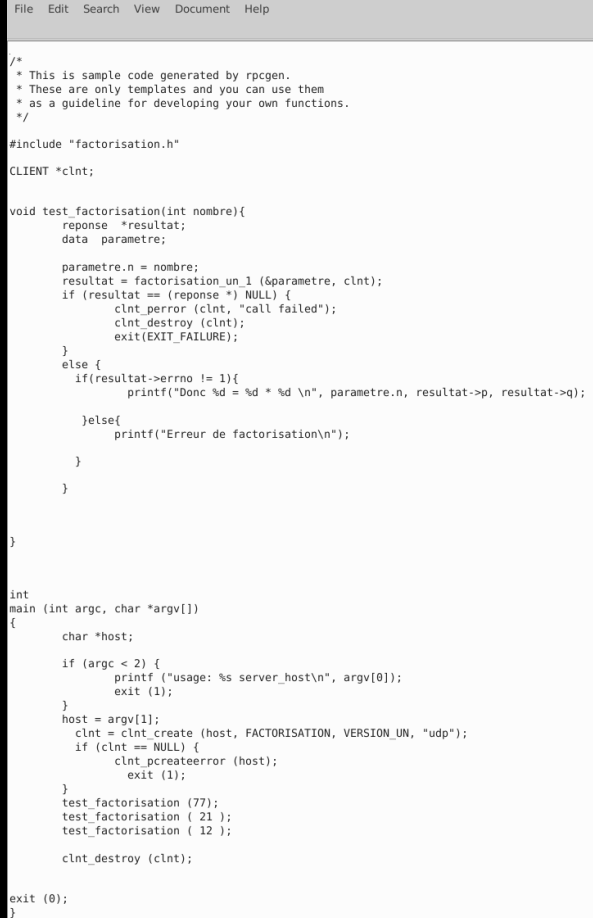 File Edit Search View Document Help
/*
 * This is sample code generated by rpcgen.
 * These are only templates and you can use them
 * as a guideline for developing your own functions.
 */
#include "factorisation.h"
CLIENT *clnt;
void test_factorisation(int nombre){
        reponse  *resultat;
        data  parametre;
        parametre.n = nombre;
        resultat = factorisation_un_1 (&parametre, clnt);
        if (resultat == (reponse *) NULL) {
                clnt_perror (clnt, "call failed");
                clnt_destroy (clnt);
                exit(EXIT_FAILURE);
        }
        else {
          if(resultat->errno != 1){
                  printf("Donc %d = %d * %d \n", parametre.n, resultat->p, resultat->q);
           }else{
                printf("Erreur de factorisation\n");
          }
        }
}
int
main (int argc, char *argv[])
{
        char *host;
        if (argc < 2) {
                printf ("usage: %s server_host\n", argv[0]);
                exit (1);
        }
        host = argv[1];
          clnt = clnt_create (host, FACTORISATION, VERSION_UN, "udp");
          if (clnt == NULL) {
                clnt_pcreateerror (host);
                  exit (1);
        }
        test_factorisation (77);
        test_factorisation ( 21 );
        test_factorisation ( 12 );
        clnt_destroy (clnt);
exit (0);
}